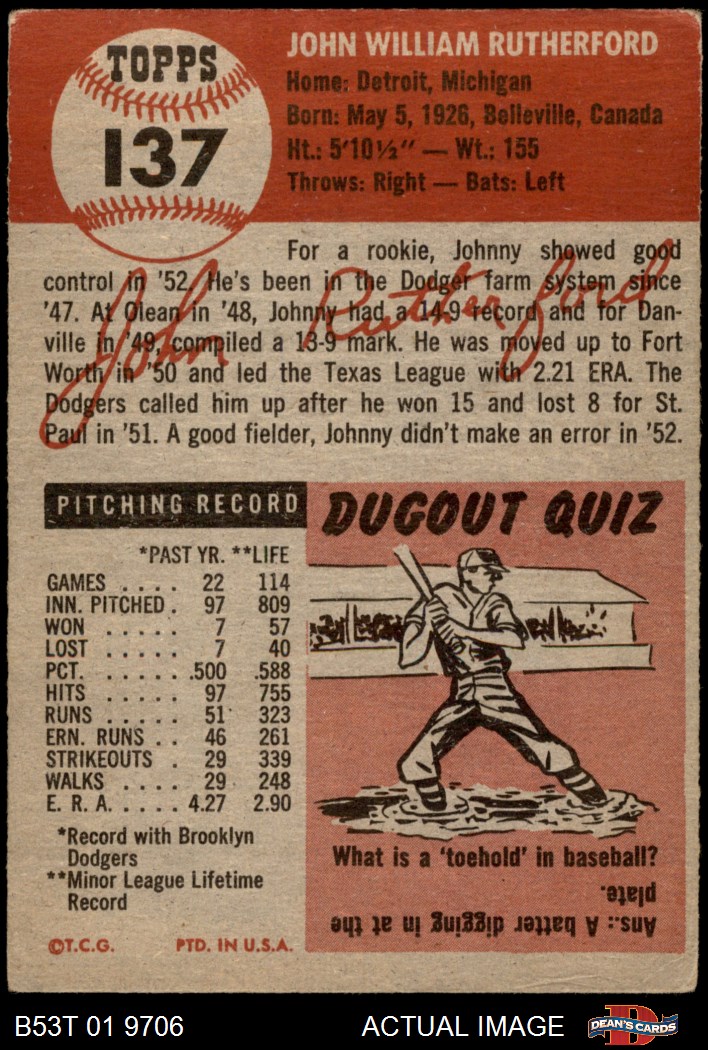 TOPPS
137
JOHN WILLIAM RUTHERFORD
Home: Detroit, Michigan
Born: May 5, 1926, Belleville, Canada
Ht.: 5'10½" — Wt.: 155
Throws: Right — Bats: Left
For a rookie, Johnny showed good
control in '52. He's been in the Dodger farm system since
'47. At Olean in '48, Johnny had a 14-9 record and for Dan-
ville in '49, compiled a 13-9 mark. He was moved up to Fort
Worth in '50 and led the Texas League with 2.21 ERA. The
Dodgers called him up after he won 15 and lost 8 for St.
Paul in '51. A good fielder, Johnny didn't make an error in '52.
John Rutherford
PITCHING RECORD
*PAST YR. **LIFE
GAMES . . . . 22 114
INN. PITCHED . 97 809
WON . . . . . 7 57
LOST . . . . . 7 40
PCT. . . . . . .500 .588
HITS . . . . . 97 755
RUNS . . . . . 51 323
ERN. RUNS . . 46 261
STRIKEOUTS . 29 339
WALKS . . . . 29 248
E. R. A. . . . . 4.27 2.90
*Record with Brooklyn
Dodgers
**Minor League Lifetime
Record
©T.C.G. PTD. IN U.S.A.
DUGOUT QUIZ
What is a 'toehold' in baseball?
Ans.: A batter digging in at the
plate.
B53T 01 9706 ACTUAL IMAGE
D
DEAN'S CARDS